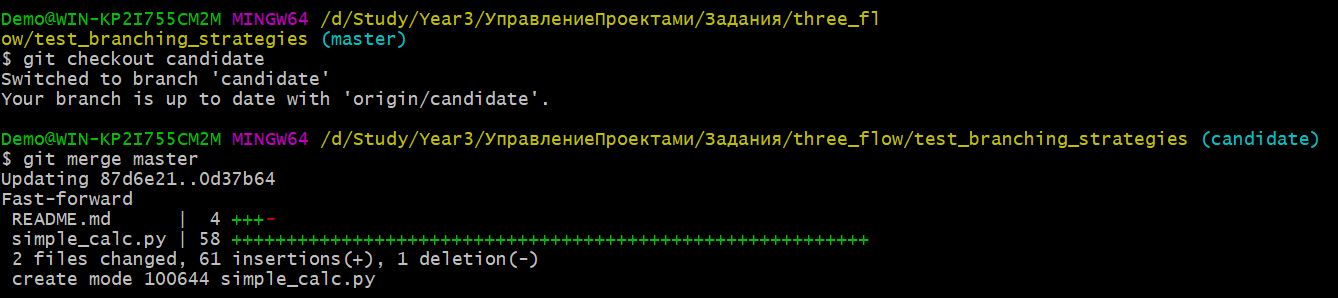 Demo@WIN-KP2I755CM2M MINGW64 /d/Study/Year3/УправлениеПроектами/Задания/three_fl
ow/test_branching_strategies (master)
$ git checkout candidate
Switched to branch 'candidate'
Your branch is up to date with 'origin/candidate'.
Demo@WIN-KP2I755CM2M MINGW64 /d/Study/Year3/УправлениеПроектами/Задания/three_flow/test_branching_strategies (candidate)
$ git merge master
Updating 87d6e21..0d37b64
Fast-forward
 README.md      |  4 +++-
 simple_calc.py | 58 ++++++++++++++++++++++++++++++++++++++++++++++++++++++++++
 2 files changed, 61 insertions(+), 1 deletion(-)
 create mode 100644 simple_calc.py